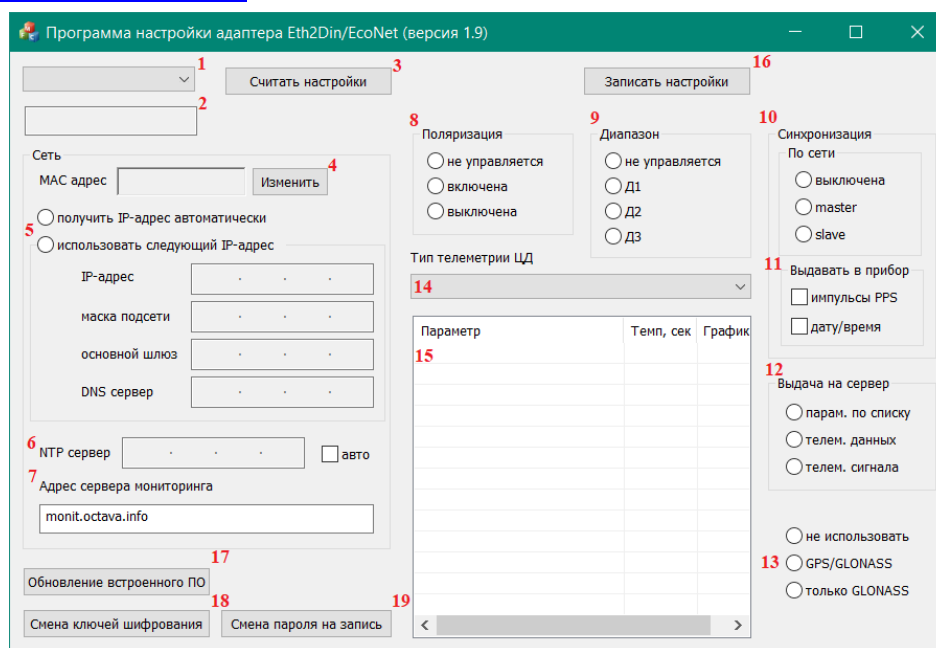 Программа настройки адаптера Eth2Din/EcoNet (версия 1.9)
1
Считать настройки
3
Записать настройки
16
2
Сеть
MAC адрес
Изменить
4
получить IP-адрес автоматически
5
использовать следующий IP-адрес
IP-адрес
маска подсети
основной шлюз
DNS сервер
6
NTP сервер
авто
7
Адрес сервера мониторинга
monit.octava.info
17
Обновление встроенного ПО
18
Смена ключей шифрования
Смена пароля на запись
19
8
Поляризация
не управляется
включена
выключена
9
Диапазон
не управляется
Д1
Д2
Д3
Тип телеметрии ЦД
14
Параметр
Темп, сек
График
15
10
Синхронизация
По сети
выключена
master
slave
11
Выдавать в прибор
импульсы PPS
дату/время
12
Выдача на сервер
парам. по списку
телем. данных
телем. сигнала
не использовать
13
GPS/GLONASS
только GLONASS